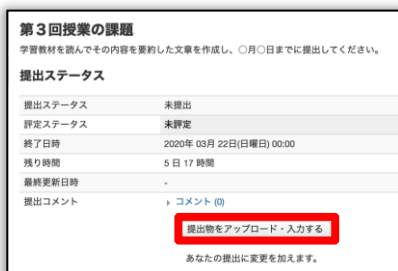 第３回授業の課題
学習教材を読んでその内容を要約した文章を作成し、○月○日までに提出してください。
提出ステータス
提出ステータス 未提出
評定ステータス 未評定
終了日時 2020年 03月 22日(日曜日) 00:00
残り時間 5 日 17 時間
最終更新日時 -
提出コメント ▸ コメント (0)
提出物をアップロード・入力する
あなたの提出に変更を加えます。